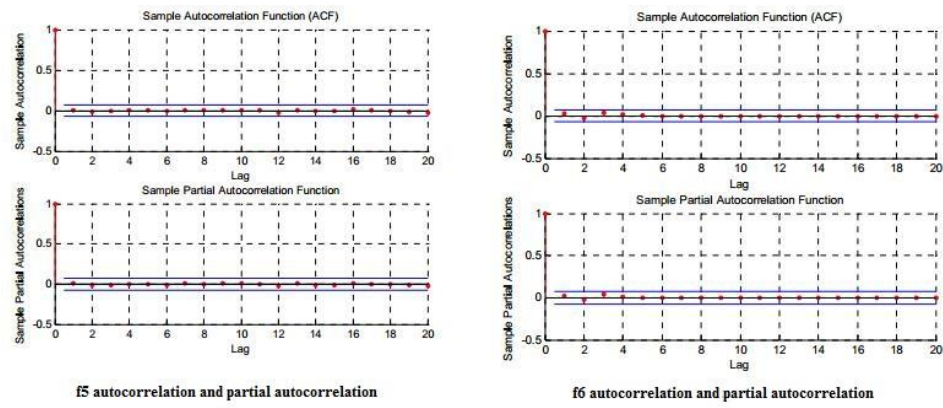 Sample Autocorrelation Function (ACF)
Sample Autocorrelation
1
0.5
0
-0.5
0 2 4 6 8 10 12 14 16 18 20
Lag
Sample Partial Autocorrelation Function
Sample Partial Autocorrelations
1
0.5
0
-0.5
0 2 4 6 8 10 12 14 16 18 20
Lag
f5 autocorrelation and partial autocorrelation
Sample Autocorrelation Function (ACF)
Sample Autocorrelation
1
0.5
0
-0.5
0 2 4 6 8 10 12 14 16 18 20
Lag
Sample Partial Autocorrelation Function
Sample Partial Autocorrelations
1
0.5
0
-0.5
0 2 4 6 8 10 12 14 16 18 20
Lag
f6 autocorrelation and partial autocorrelation